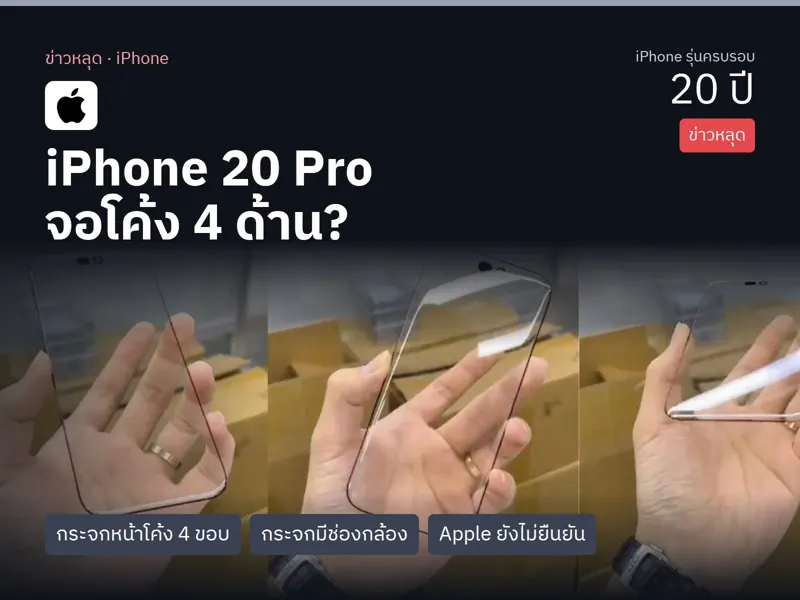 ข่าวหลุด · iPhone
iPhone รุ่นครบรอบ
20 ปี
ข่าวหลุด
iPhone 20 Pro
จอโค้ง 4 ด้าน?
กระจกหน้าโค้ง 4 ขอบ
กระจกมีช่องกล้อง
Apple ยังไม่ยืนยัน